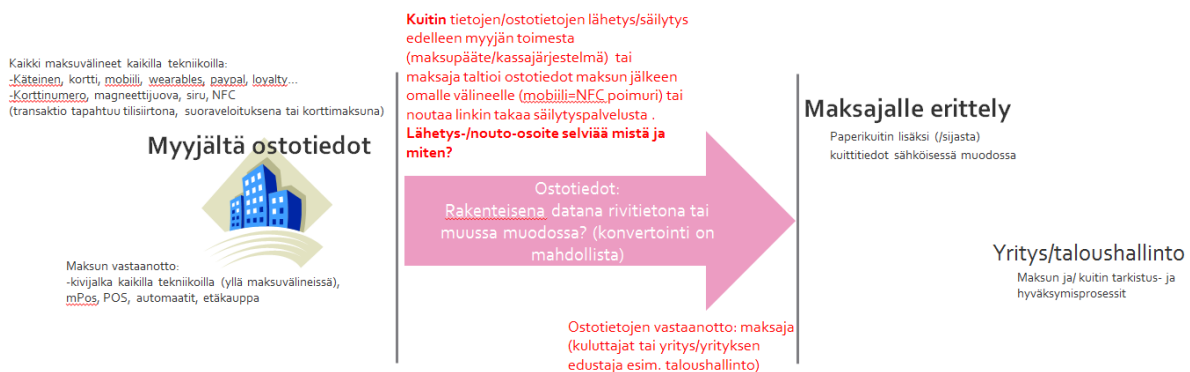 Kaikki maksuvälineet kaikilla tekniikoilla:
-Käteinen, kortti, mobiili, wearables, paypal, loyalty...
-Korttinumero, magneettijuova, siru, NFC
(transaktio tapahtuu tilisiirtona, suoraveloituksena tai korttimaksuna)
Myyjältä ostotiedot
Maksun vastaanotto:
-kivijalka kaikilla tekniikoilla (yllä maksuvälineissä),
mPos, POS, automaatit, etäkauppa
Kuitin tietojen/ostotietojen lähetys/säilytys
edelleen myyjän toimesta
(maksupääte/kassajärjestelmä) tai
maksaja taltioi ostotiedot maksun jälkeen
omalle välineelle (mobiili=NFC poimuri) tai
noutaa linkin takaa säilytyspalvelusta .
Lähetys-/nouto-osoite selviää mistä ja
miten?
Ostotiedot:
Rakenteisena datana rivitietona tai
muussa muodossa? (konvertointi on
mahdollista)
Ostotietojen vastaanotto: maksaja
(kuluttajat tai yritys/yrityksen
edustaja esim. taloushallinto)
Maksajalle erittely
Paperikuitin lisäksi (/sijasta)
kuittitiedot sähköisessä muodossa
Yritys/taloushallinto
Maksun ja/ kuitin tarkistus- ja
hyväksymisprosessit